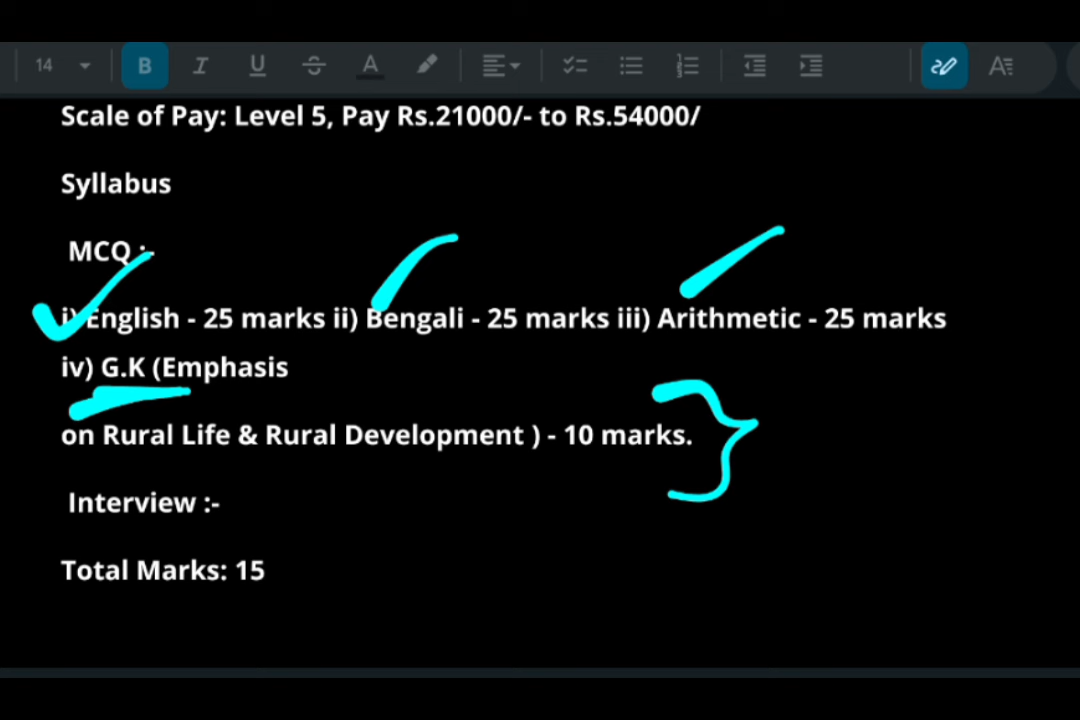 14 B I U S A
Scale of Pay: Level 5, Pay Rs.21000/- to Rs.54000/
Syllabus
MCQ :-
i) English - 25 marks ii) Bengali - 25 marks iii) Arithmetic - 25 marks
iv) G.K (Emphasis
on Rural Life & Rural Development ) - 10 marks.
Interview :-
Total Marks: 15